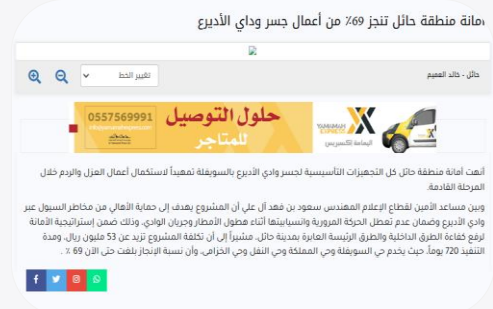 أمانة منطقة حائل تنجز 69٪ من أعمال جسر وداي الأديرع
حائل - خالد العميم
تغيير الخط
حلول التوصيل
للمتاجر
0557569991
YAMAMAH
EXPRESS
اليمامة اكسبريس
أنهت أمانة منطقة حائل كل التجهيزات التأسيسية لجسر وادي الأديرع بالسويفلة تمهيداً لاستكمال أعمال العزل والردم خلال
المرحلة القادمة.
وبين مساعد الأمين لقطاع الإعلام المهندس سعود بن فهد آل علي أن المشروع يهدف إلى حماية الأهالي من مخاطر السيول عبر
وادي الأديرع وضمان عدم تعطل الحركة المرورية وانسيابيتها أثناء هطول الأمطار وجريان الوادي، وذلك ضمن إستراتيجية الأمانة
لرفع كفاءة الطرق الداخلية والطرق الرئيسة العابرة بمدينة حائل، مشيراً إلى أن تكلفة المشروع تزيد عن 53 مليون ريال، ومدة
التنفيذ 720 يوماً، حيث يخدم حي السويفلة وحي المملكة وحي النفل وحي الخزامى، وأن نسبة الإنجاز بلغت حتى الآن 69 ٪ .